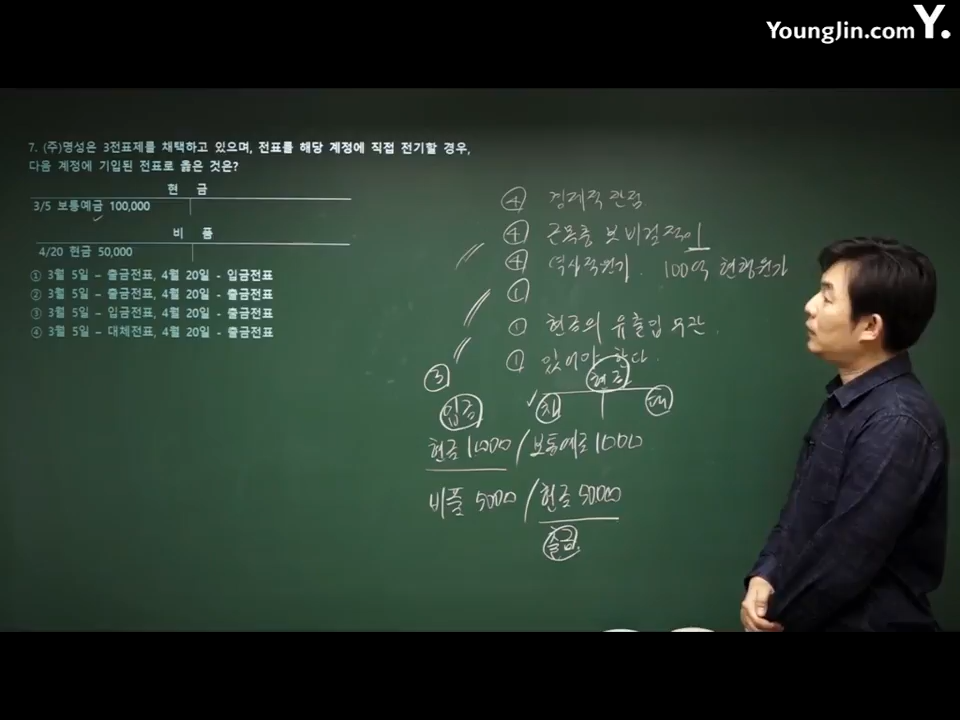 YoungJin.com Y.
7. (주)명성은 3전표제를 채택하고 있으며, 전표를 해당 계정에 직접 전기할 경우,
다음 계정에 기입된 전표로 옳은 것은?
현 금
3/5 보통예금 100,000
비 품
4/20 현금 50,000
① 3월 5일 – 출금전표, 4월 20일 - 입금전표
② 3월 5일 – 출금전표, 4월 20일 - 출금전표
③ 3월 5일 – 입금전표, 4월 20일 - 출금전표
④ 3월 5일 – 대체전표, 4월 20일 - 출금전표
④ 경제적 관점
④ 근목층 및 비검적이
④ 역사적원가. 100억 현행원가
①
① 현금의 유출입 무관.
① 있어야 한다.
③
현금
입금 차 대
현금 /보통예금
비품 /현금
출금